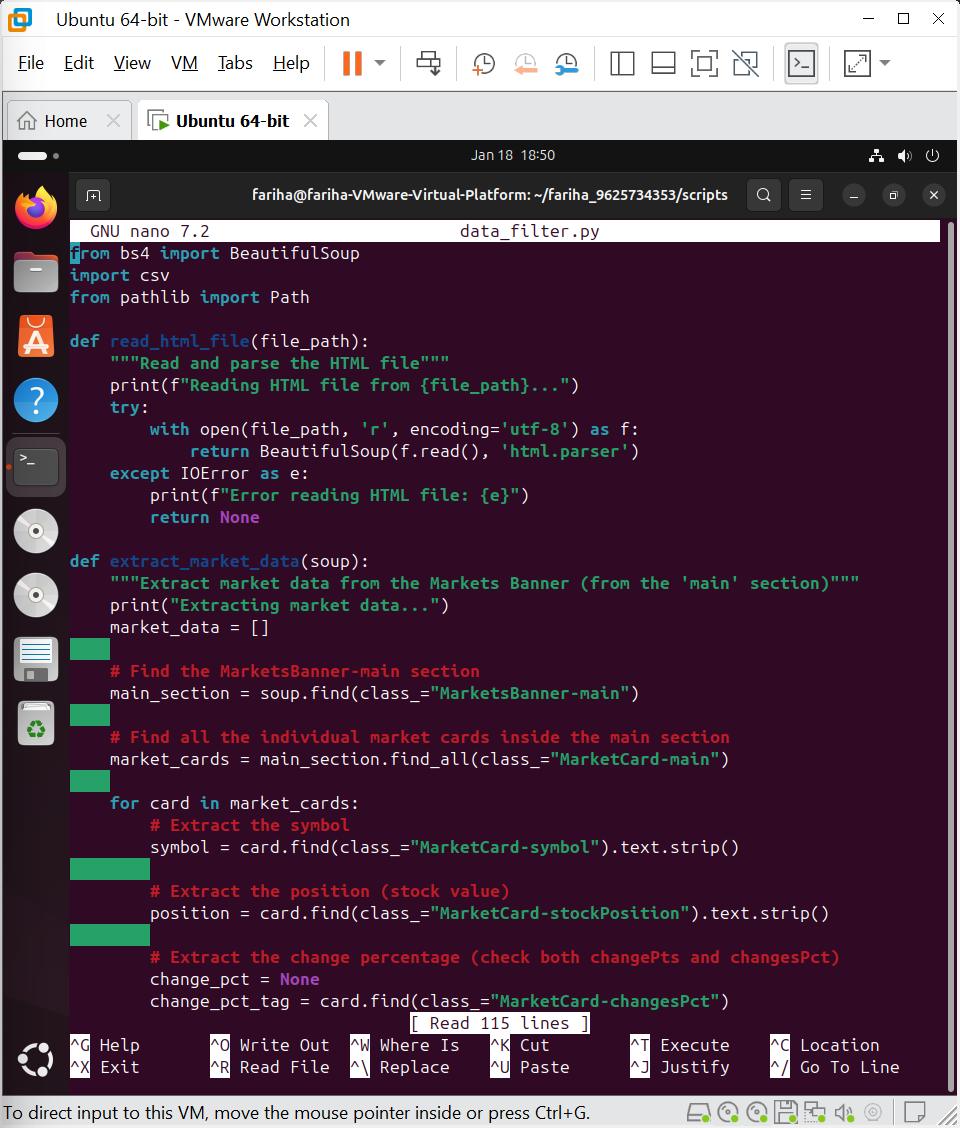 Ubuntu 64-bit - VMware Workstation
File Edit View VM Tabs Help
Home
Ubuntu 64-bit
Jan 18 18:50
fariha@fariha-VMware-Virtual-Platform: ~/fariha_9625734353/scripts
GNU nano 7.2 data_filter.py
from bs4 import BeautifulSoup
import csv
from pathlib import Path
def read_html_file(file_path):
    """Read and parse the HTML file"""
    print(f"Reading HTML file from {file_path}...")
    try:
        with open(file_path, 'r', encoding='utf-8') as f:
            return BeautifulSoup(f.read(), 'html.parser')
    except IOError as e:
        print(f"Error reading HTML file: {e}")
        return None
def extract_market_data(soup):
    """Extract market data from the Markets Banner (from the 'main' section)"""
    print("Extracting market data...")
    market_data = []
    # Find the MarketsBanner-main section
    main_section = soup.find(class_="MarketsBanner-main")
    # Find all the individual market cards inside the main section
    market_cards = main_section.find_all(class_="MarketCard-main")
    for card in market_cards:
        # Extract the symbol
        symbol = card.find(class_="MarketCard-symbol").text.strip()
        # Extract the position (stock value)
        position = card.find(class_="MarketCard-stockPosition").text.strip()
        # Extract the change percentage (check both changePts and changesPct)
        change_pct = None
        change_pct_tag = card.find(class_="MarketCard-changesPct")
[ Read 115 lines ]
^G Help ^O Write Out ^W Where Is ^K Cut ^T Execute ^C Location
^X Exit ^R Read File ^\ Replace ^U Paste ^J Justify ^/ Go To Line
To direct input to this VM, move the mouse pointer inside or press Ctrl+G.